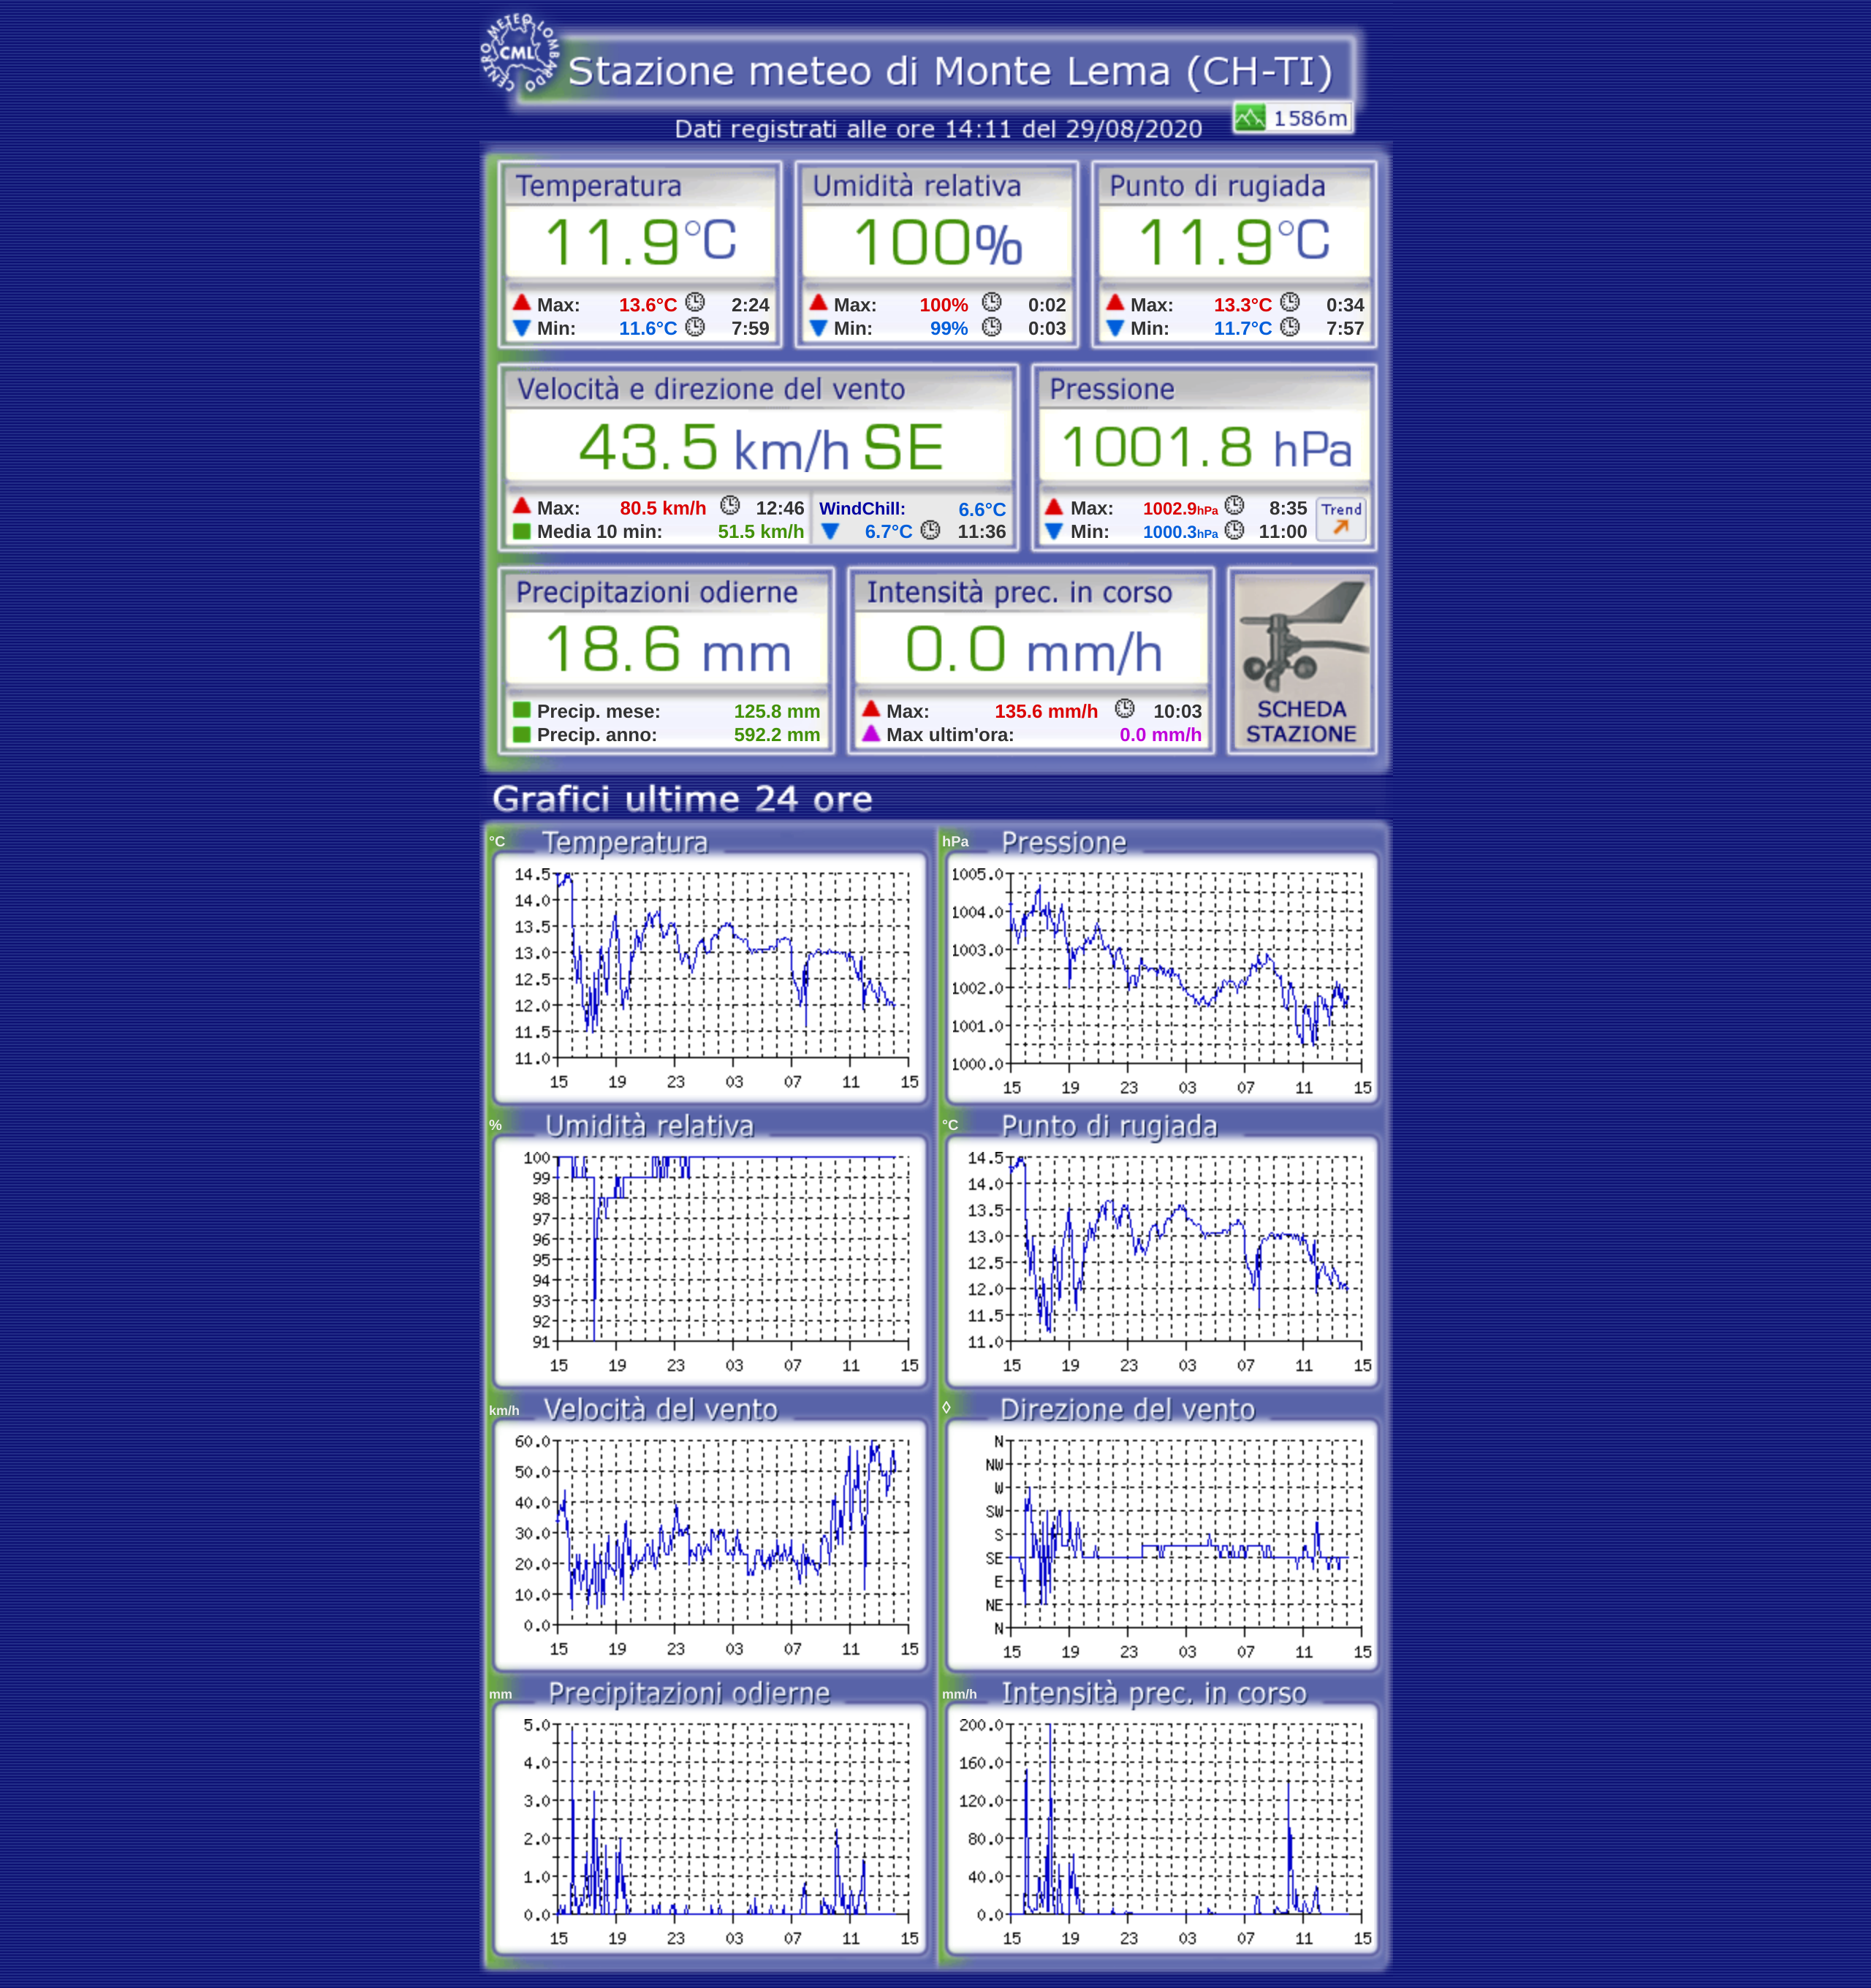 CENTRO METEO LOMBARDO
CML
Stazione meteo di Monte Lema (CH-TI)
1586m
Dati registrati alle ore 14:11 del 29/08/2020
Temperatura Umidità relativa Punto di rugiada
11.9°C 100% 11.9°C
Max: 13.6°C 2:24 Max: 100% 0:02 Max: 13.3°C 0:34
Min: 11.6°C 7:59 Min: 99% 0:03 Min: 11.7°C 7:57
Velocità e direzione del vento Pressione
43.5 km/h SE 1001.8 hPa
Max: 80.5 km/h 12:46 WindChill: 6.6°C Max: 1002.9hPa 8:35 Trend
Media 10 min: 51.5 km/h 6.7°C 11:36 Min: 1000.3hPa 11:00
Precipitazioni odierne Intensità prec. in corso
18.6 mm 0.0 mm/h
Precip. mese: 125.8 mm Max: 135.6 mm/h 10:03 SCHEDA
Precip. anno: 592.2 mm Max ultim'ora: 0.0 mm/h STAZIONE
Grafici ultime 24 ore
°C Temperatura
14.5
14.0
13.5
13.0
12.5
12.0
11.5
11.0
15 19 23 03 07 11 15
hPa Pressione
1005.0
1004.0
1003.0
1002.0
1001.0
1000.0
15 19 23 03 07 11 15
% Umidità relativa
100
99
98
97
96
95
94
93
92
91
15 19 23 03 07 11 15
°C Punto di rugiada
14.5
14.0
13.5
13.0
12.5
12.0
11.5
11.0
15 19 23 03 07 11 15
km/h Velocità del vento
60.0
50.0
40.0
30.0
20.0
10.0
0.0
15 19 23 03 07 11 15
◊ Direzione del vento
N
NW
W
SW
S
SE
E
NE
N
15 19 23 03 07 11 15
mm Precipitazioni odierne
5.0
4.0
3.0
2.0
1.0
0.0
15 19 23 03 07 11 15
mm/h Intensità prec. in corso
200.0
160.0
120.0
80.0
40.0
0.0
15 19 23 03 07 11 15